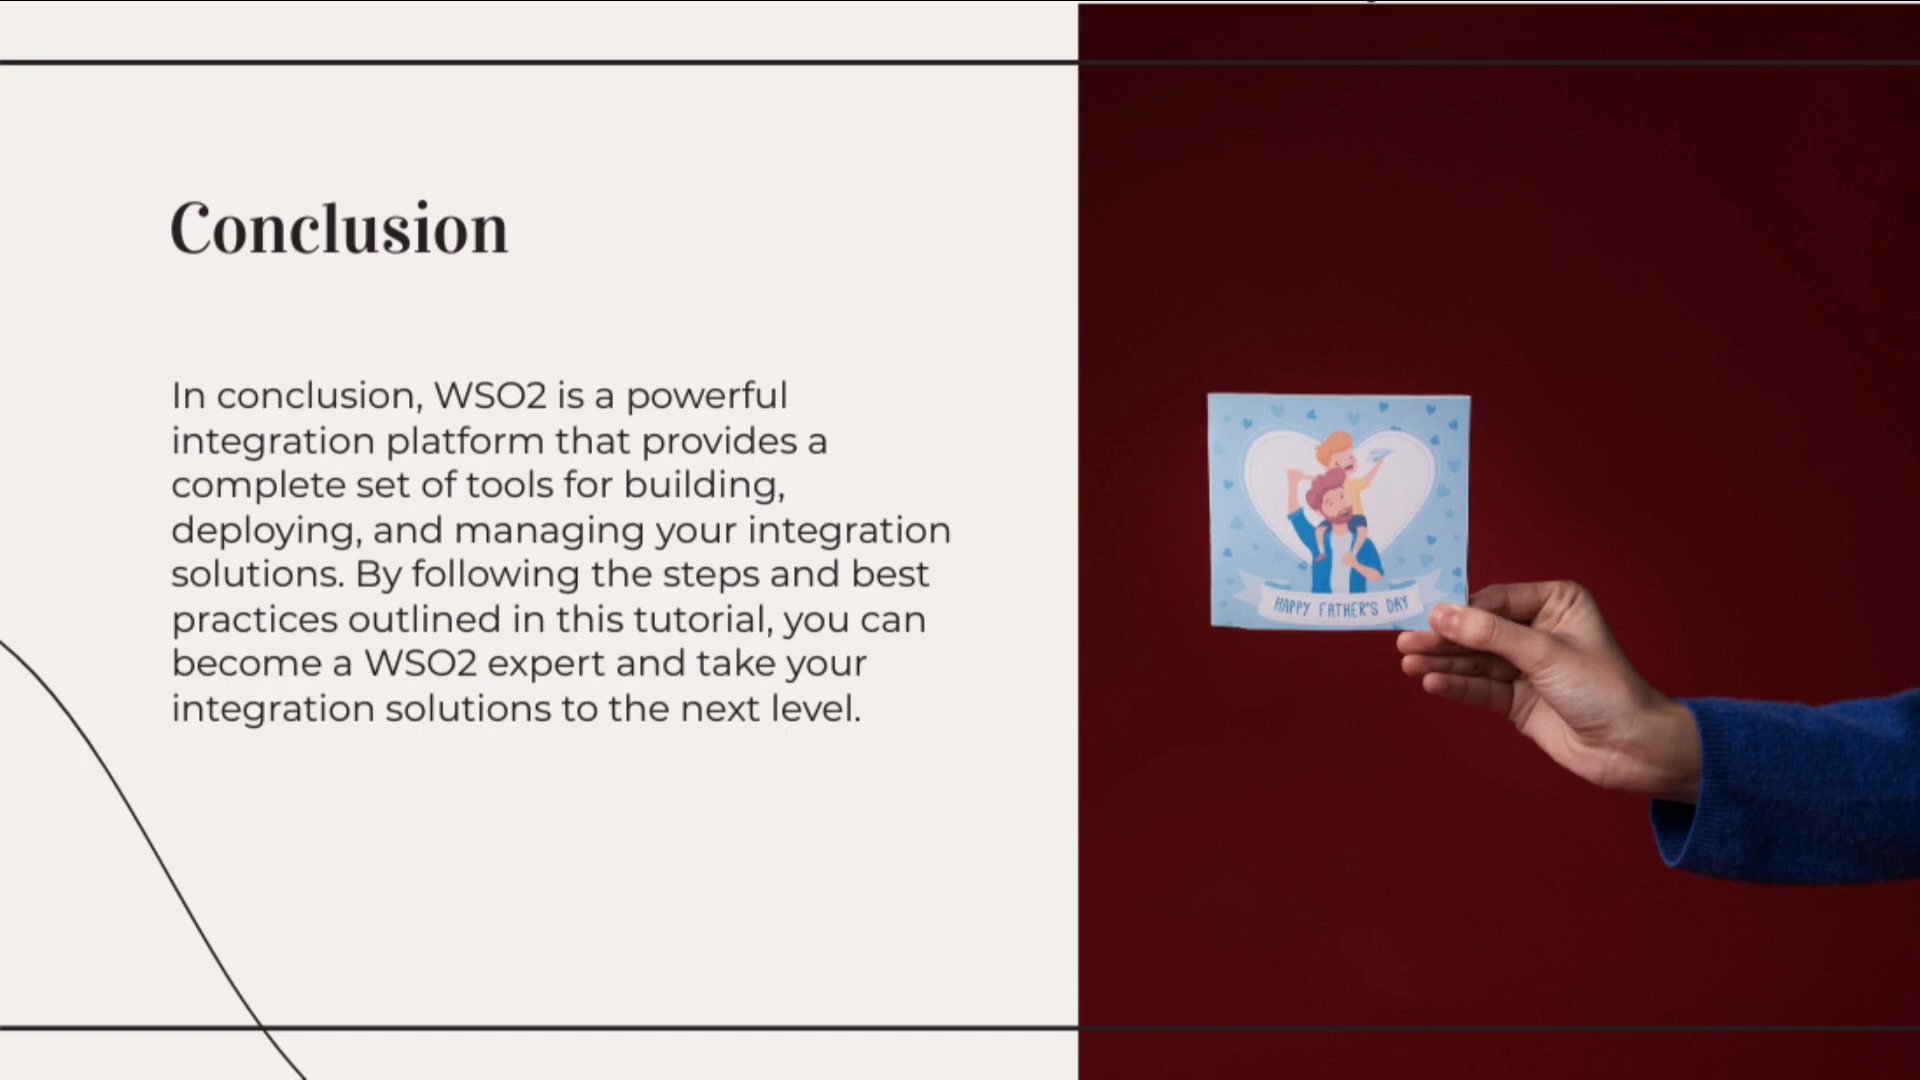 Conclusion
In conclusion, WSO2 is a powerful
integration platform that provides a
complete set of tools for building,
deploying, and managing your integration
solutions. By following the steps and best
practices outlined in this tutorial, you can
become a WSO2 expert and take your
integration solutions to the next level.
HAPPY FATHER'S DAY